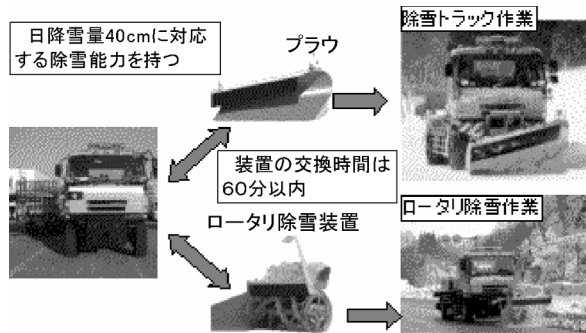 日降雪量40cmに対応
する除雪能力を持つ
プラウ
除雪トラック作業
装置の交換時間は
60分以内
ロータリ除雪装置
ロータリ除雪作業